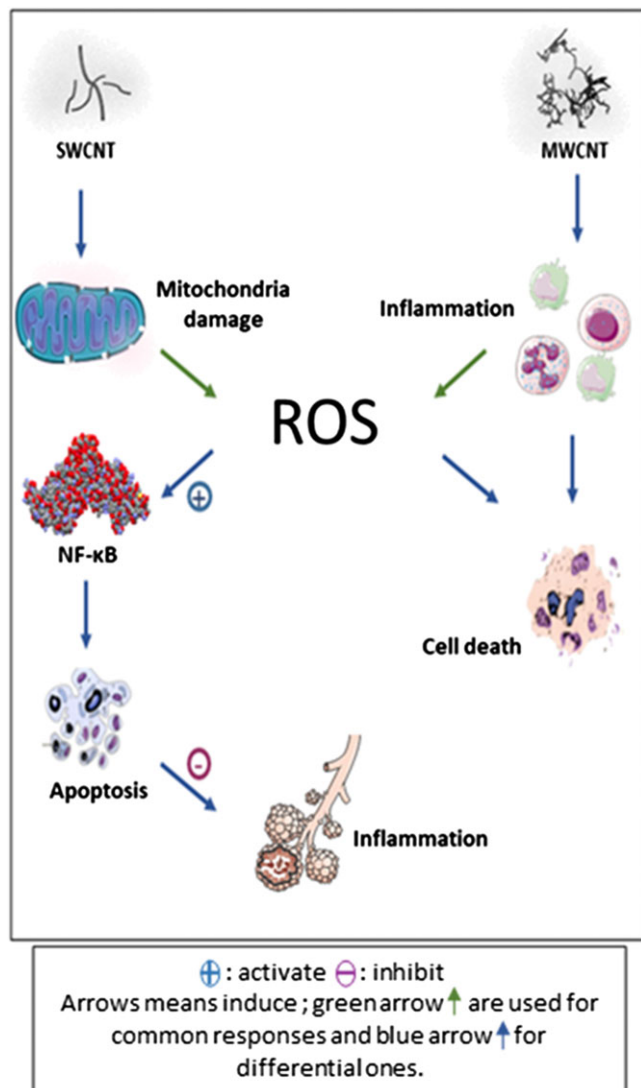 SWCNT
MWCNT
Mitochondria
damage
Inflammation
ROS
+
NF-κB
Cell death
Apoptosis
-
Inflammation
+ : activate - : inhibit
Arrows means induce ; green arrow ↑ are used for
common responses and blue arrow ↑ for
differential ones.